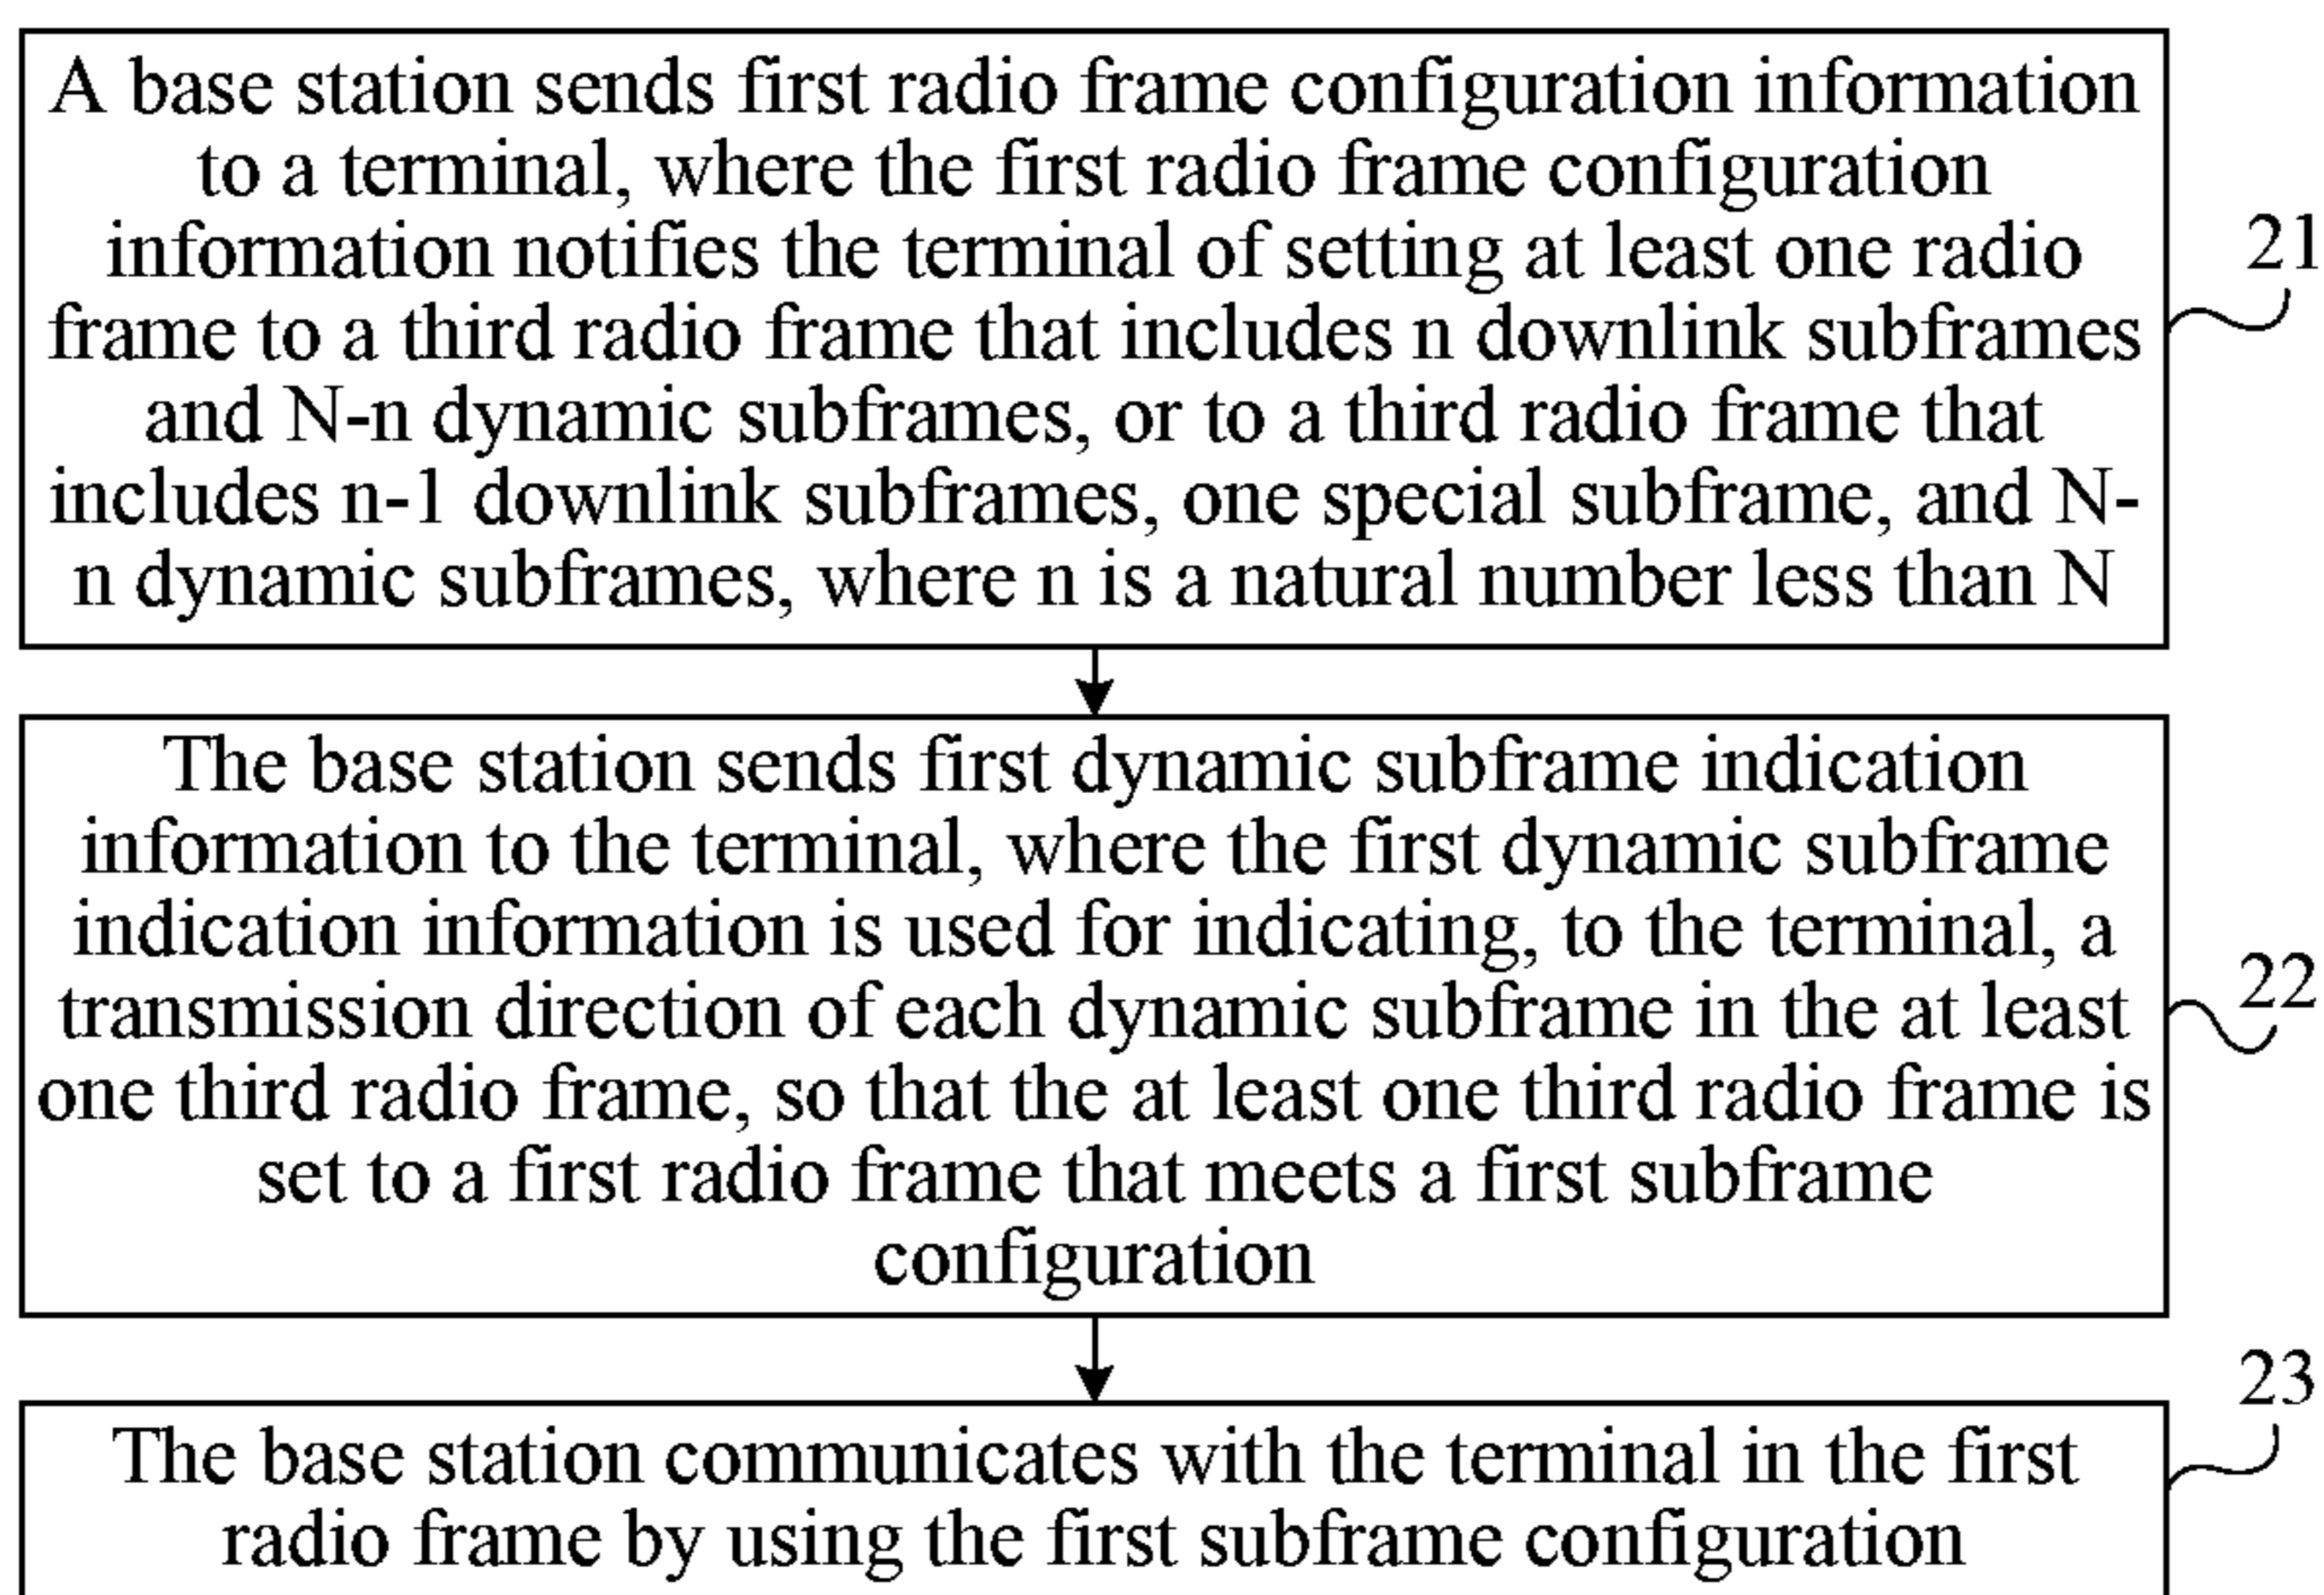 A base station sends first radio frame configuration information
to a terminal, where the first radio frame configuration
information notifies the terminal of setting at least one radio
frame to a third radio frame that includes n downlink subframes
and N-n dynamic subframes, or to a third radio frame that
includes n-1 downlink subframes, one special subframe, and N-
n dynamic subframes, where n is a natural number less than N
21
The base station sends first dynamic subframe indication
information to the terminal, where the first dynamic subframe
indication information is used for indicating, to the terminal, a
transmission direction of each dynamic subframe in the at least
one third radio frame, so that the at least one third radio frame is
set to a first radio frame that meets a first subframe
configuration
22
The base station communicates with the terminal in the first
radio frame by using the first subframe configuration
23